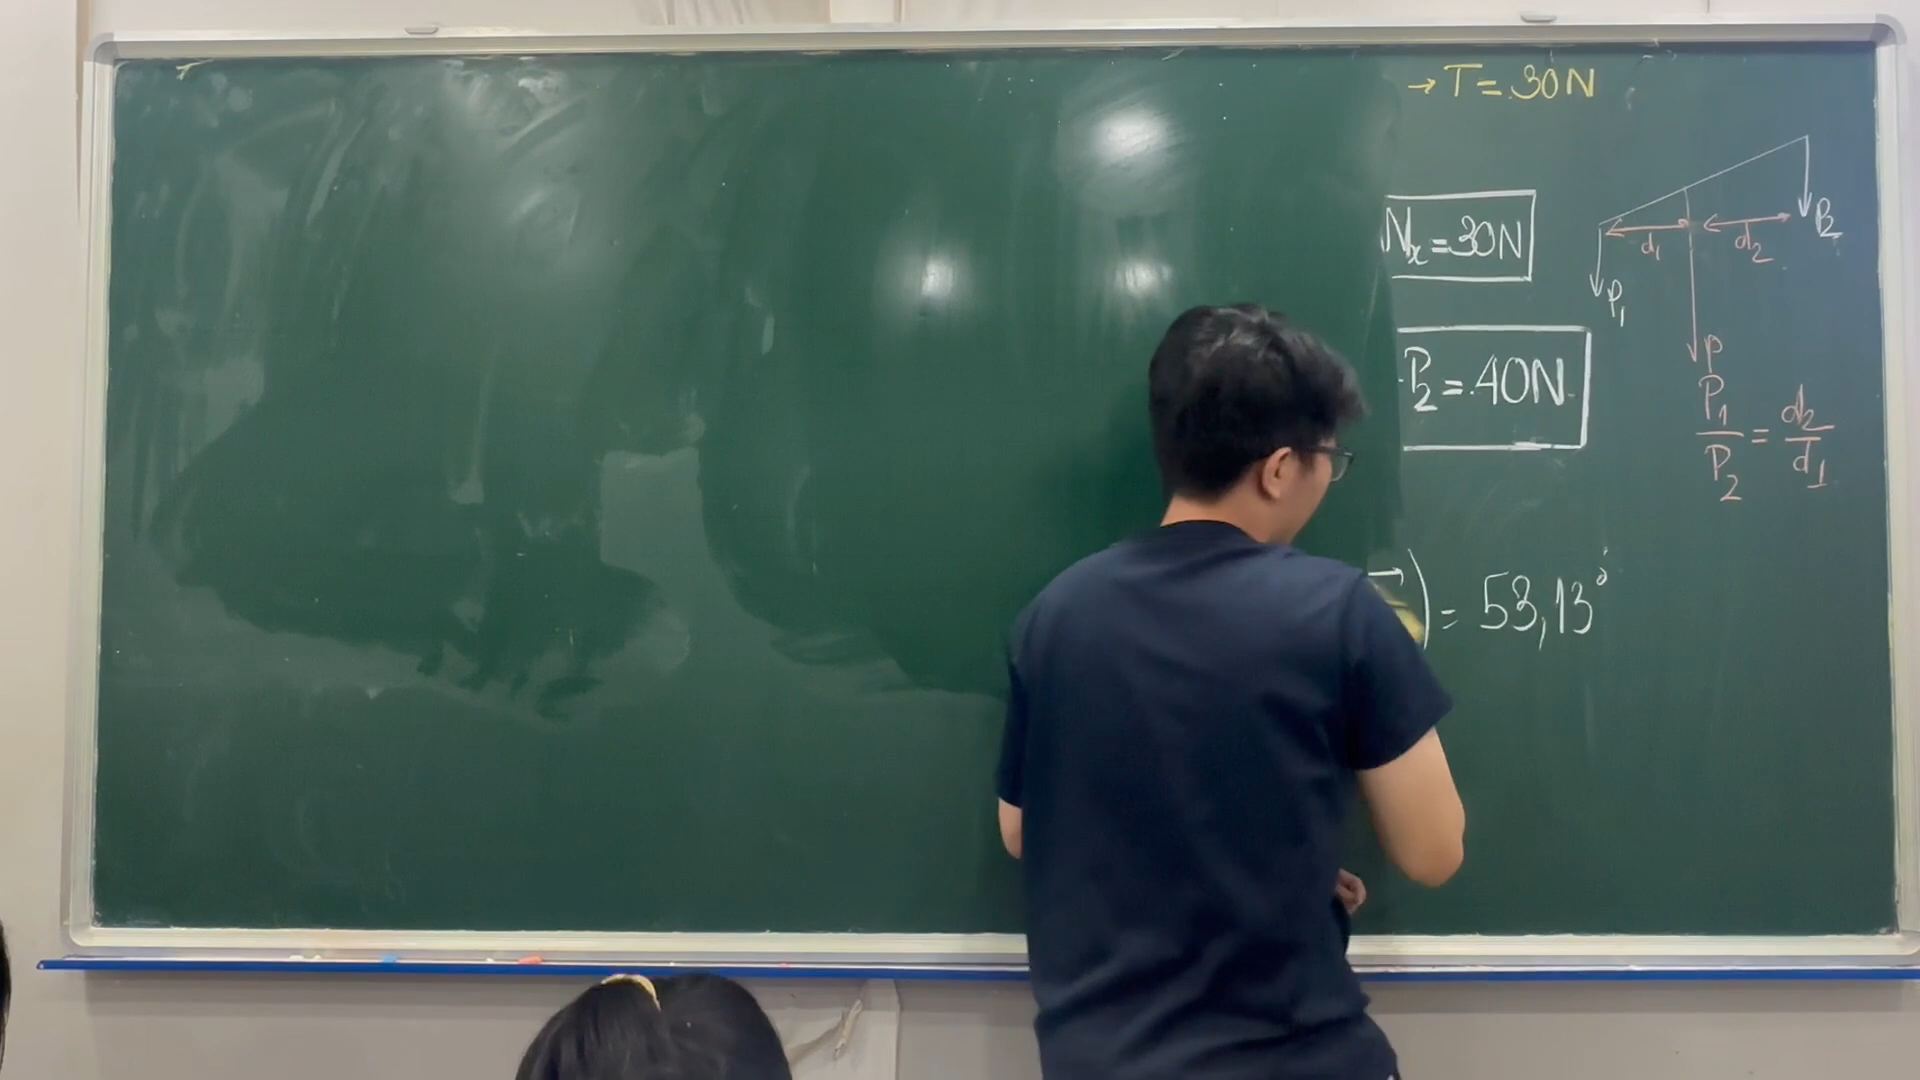 → T = 30N
Nx = 30N
P2
d1
d2
P1
P
P2 = 40N
P1/P2 = d2/d1
) = 53,13°